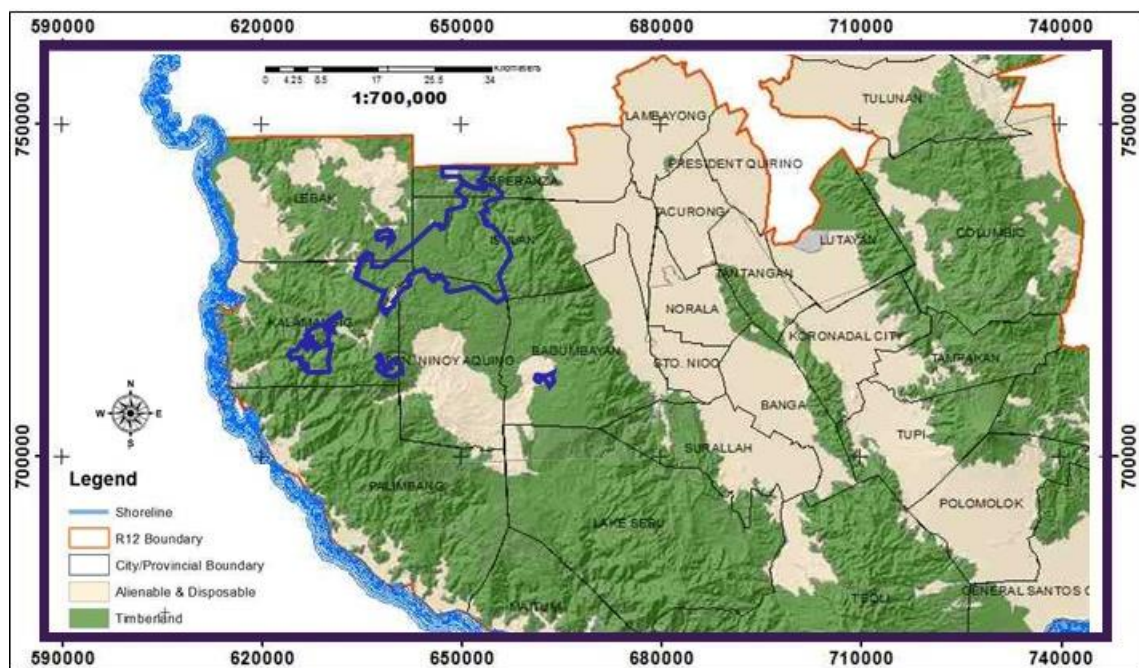 590000 620000 650000 680000 710000 740000
Kilometers
0 4.25 8.5 17 25.5 34
1:700,000
TULUNAN
LAMBAYONG
750000 750000
PRESIDENT QUIRINO
ESPERANZA
LEBAK
TACURONG
ISULAN
LUTAYAN
COLUMBIO
TANTANGAN
NORALA
KALAMANSIG
KORONADAL CITY
SEN. NINOY AQUINO
BAGUMBAYAN
STO. NIÑO
TAMPAKAN
N
W E
S
BANGA
TUPI
SURALLAH
700000 700000
Legend
PALIMBANG
POLOMOLOK
Shoreline
LAKE SEBU
R12 Boundary
City/Provincial Boundary
Alienable & Disposable
GENERAL SANTOS C
T'BOLI
MAITUM
Timberland
590000 620000 650000 680000 710000 740000